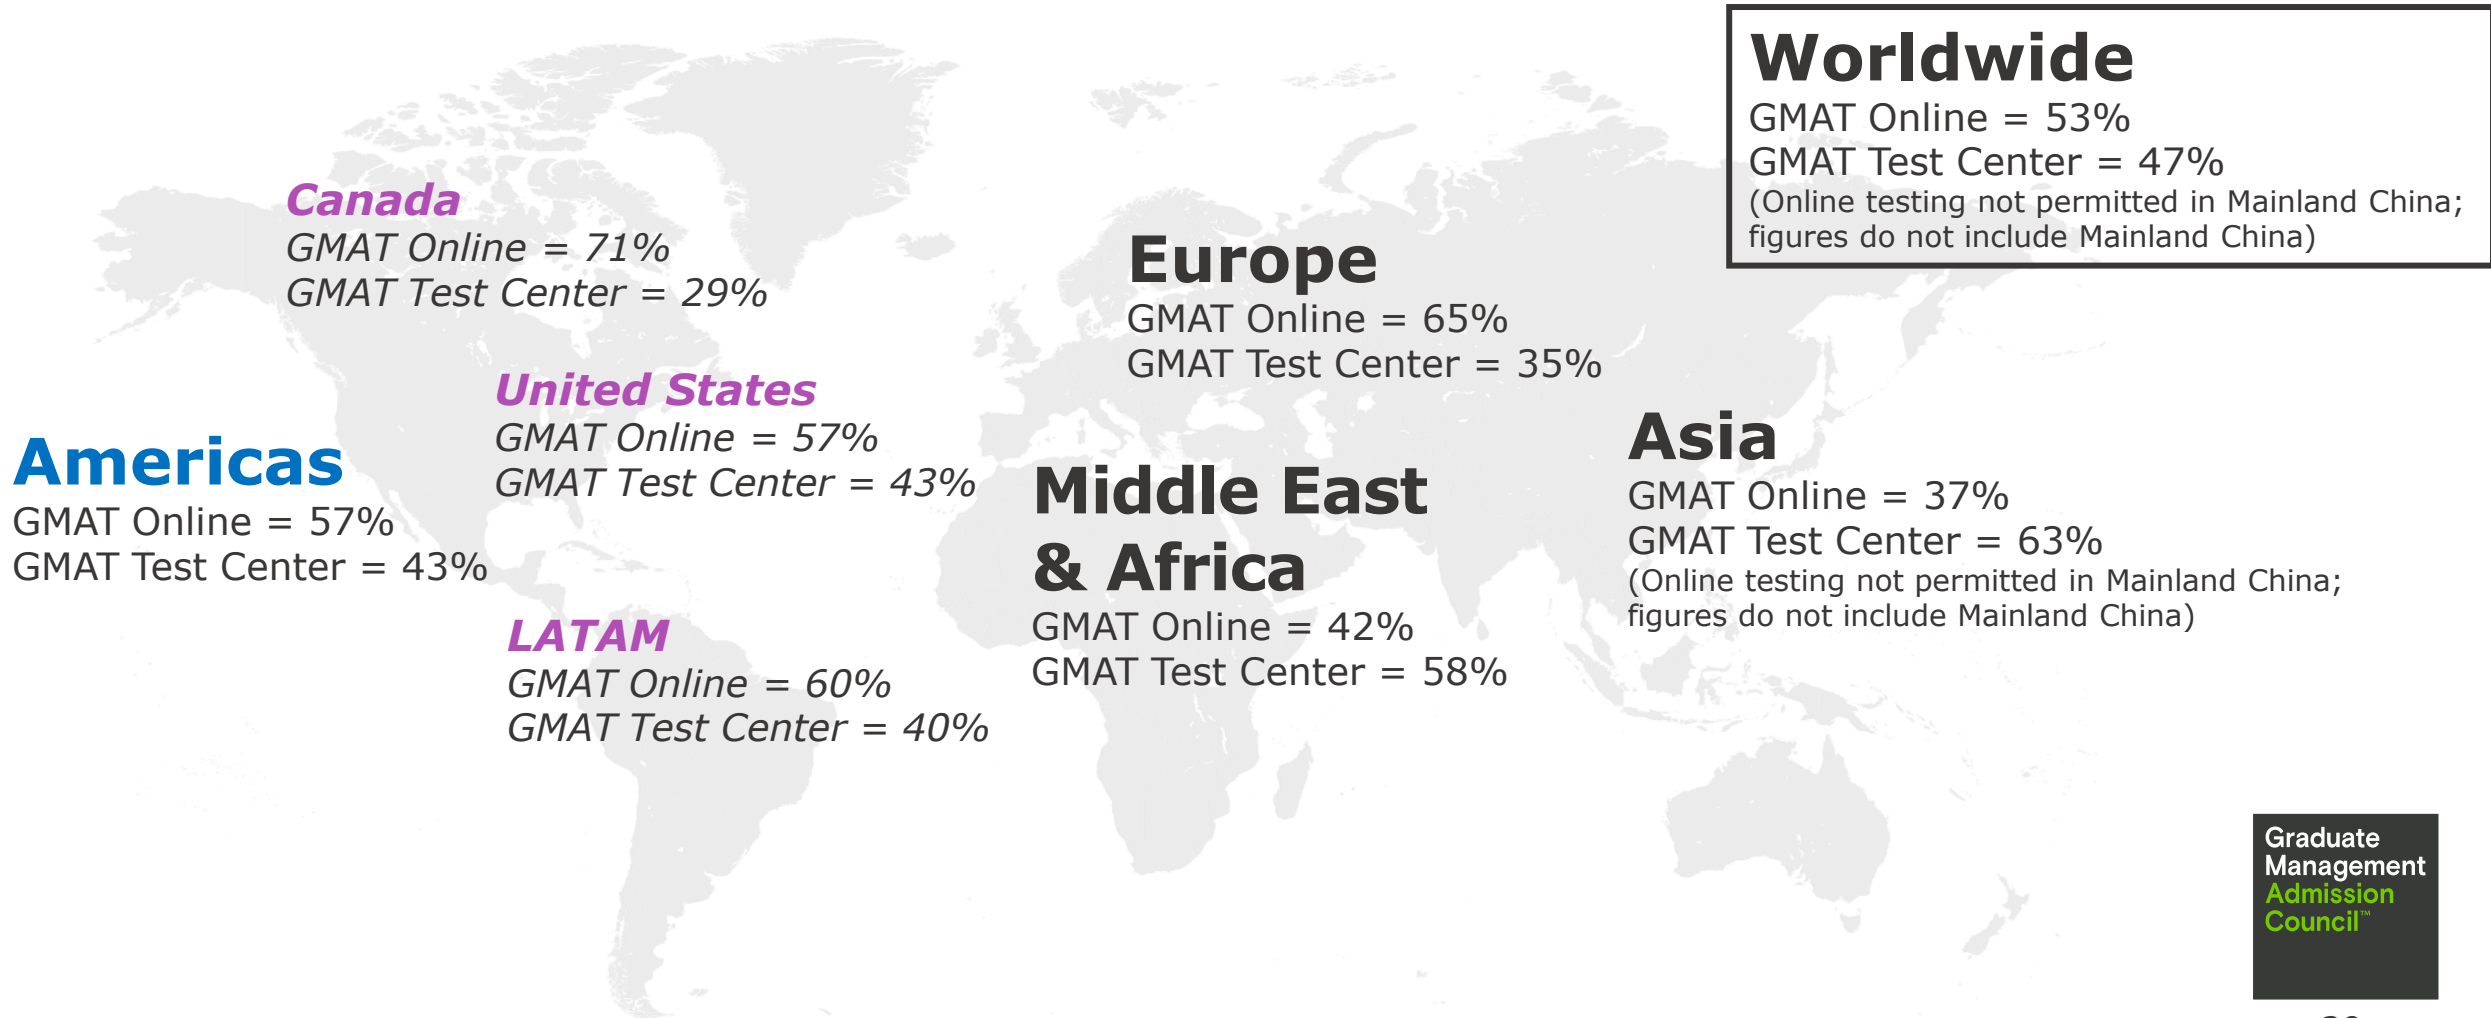 Worldwide
GMAT Online = 53%
GMAT Test Center = 47%
(Online testing not permitted in Mainland China;
figures do not include Mainland China)
Canada
GMAT Online = 71%
GMAT Test Center = 29%
Europe
GMAT Online = 65%
GMAT Test Center = 35%
United States
GMAT Online = 57%
GMAT Test Center = 43%
Americas
GMAT Online = 57%
GMAT Test Center = 43%
Asia
GMAT Online = 37%
GMAT Test Center = 63%
(Online testing not permitted in Mainland China;
figures do not include Mainland China)
Middle East
& Africa
GMAT Online = 42%
GMAT Test Center = 58%
LATAM
GMAT Online = 60%
GMAT Test Center = 40%
Graduate
Management
Admission
Council™